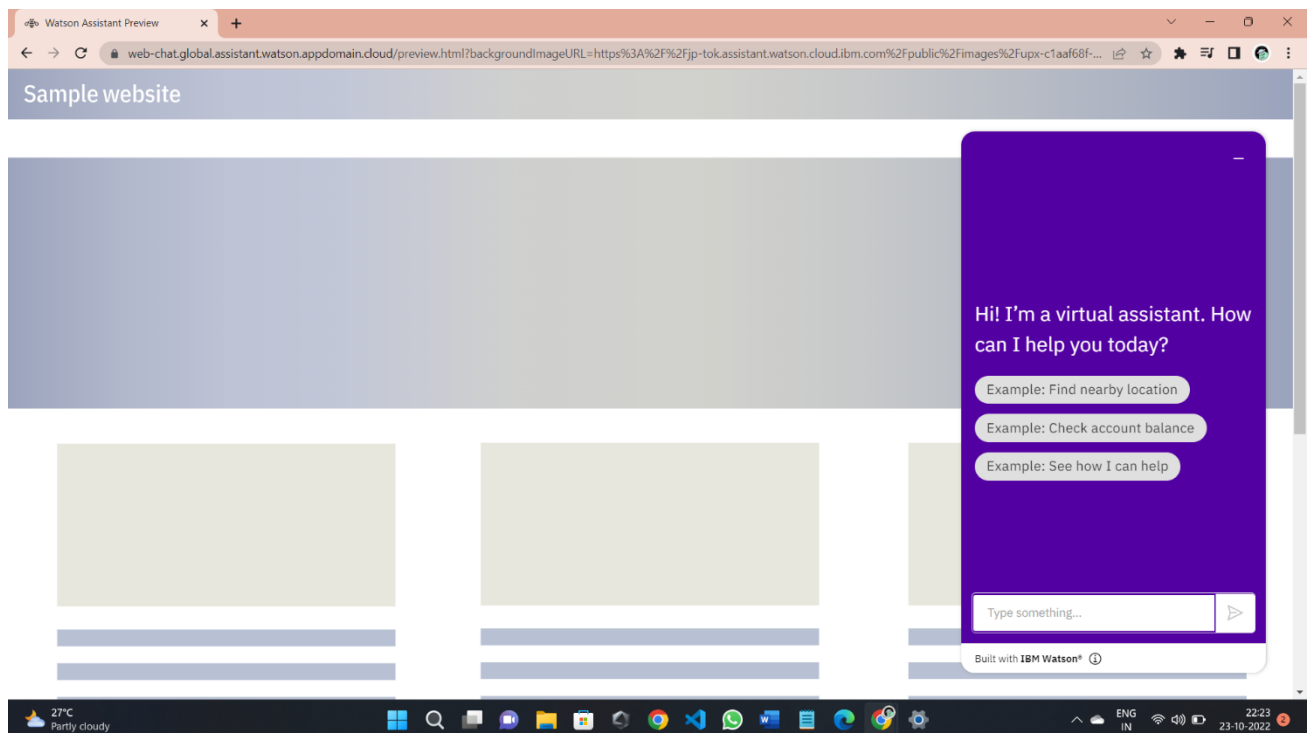 Watson Assistant Preview
web-chat.global.assistant.watson.appdomain.cloud/preview.html?backgroundImageURL=https%3A%2F%2Fjp-tok.assistant.watson.cloud.ibm.com%2Fpublic%2Fimages%2Fupx-c1aaf68f-...
Sample website
Hi! I'm a virtual assistant. How
can I help you today?
Example: Find nearby location
Example: Check account balance
Example: See how I can help
Type something...
Built with IBM Watson®
27°C
Partly cloudy
ENG
IN
22:23
23-10-2022
2